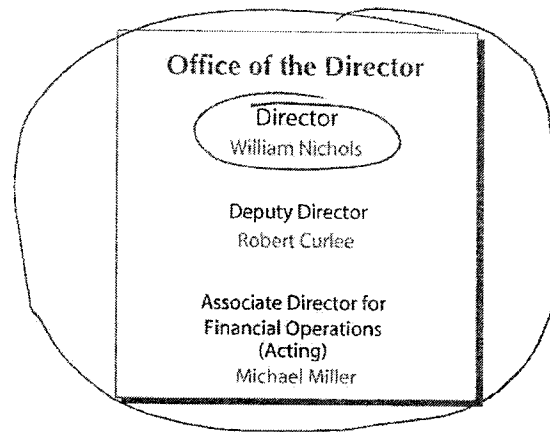 Office of the Director
Director
William Nichols
Deputy Director
Robert Curlee
Associate Director for
Financial Operations
(Acting)
Michael Miller